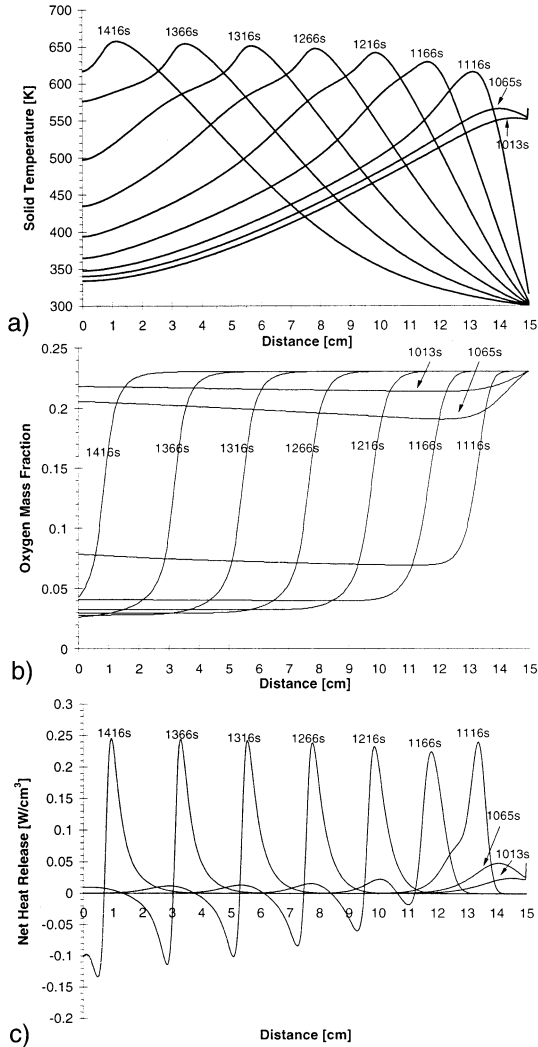 700
650
600
550
500
450
400
350
300
Solid Temperature [K]
1416s
1366s
1316s
1266s
1216s
1166s
1116s
1065s
1013s
0 1 2 3 4 5 6 7 8 9 10 11 12 13 14 15
Distance [cm]
a)
0.25
0.2
0.15
0.1
0.05
0
Oxygen Mass Fraction
1013s
1065s
1416s
1366s
1316s
1266s
1216s
1166s
1116s
0 1 2 3 4 5 6 7 8 9 10 11 12 13 14 15
Distance [cm]
b)
0.3
0.25
0.2
0.15
0.1
0.05
0
-0.05
-0.1
-0.15
-0.2
Net Heat Release [W/cm³]
1416s
1366s
1316s
1266s
1216s
1166s
1116s
1065s
1013s
0 1 2 3 4 5 6 7 8 9 10 11 12 13 14 15
Distance [cm]
c)